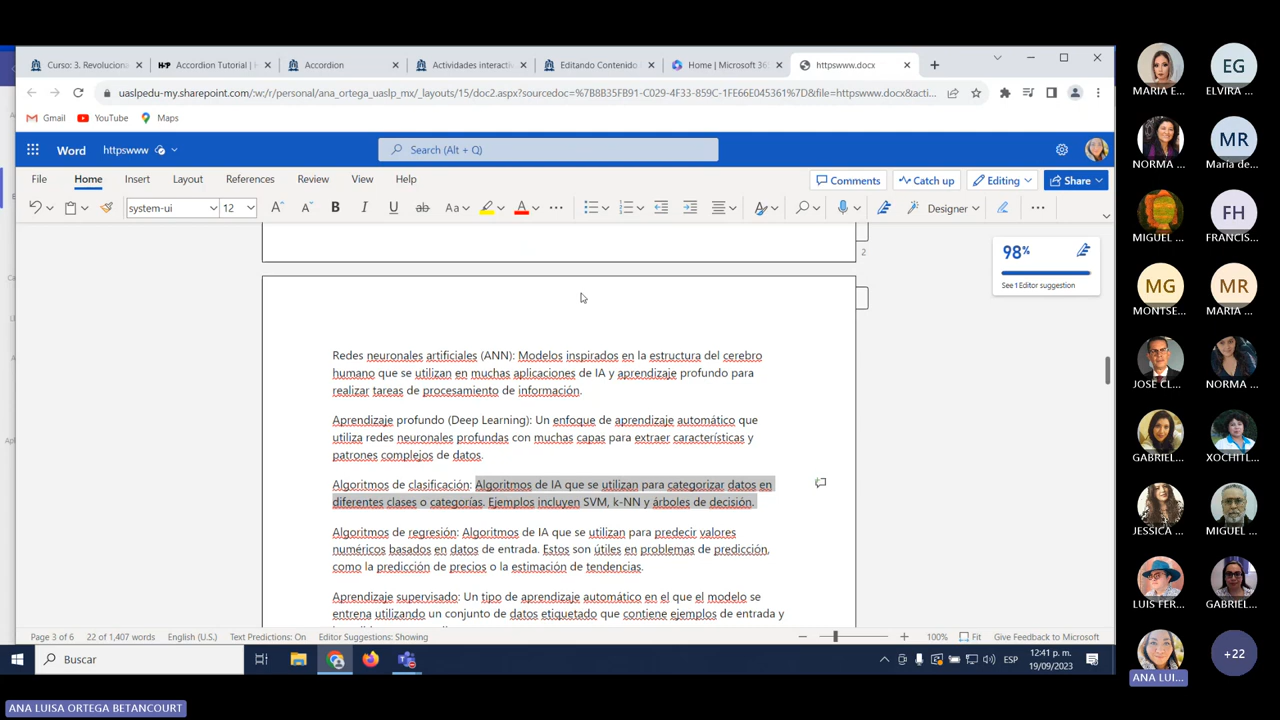 Curso: 3. Revoluciona
Accordion Tutorial | H
Accordion
Actividades interactiv
Editando Contenido
Home | Microsoft 36
httpswww.docx
uaslpedu-my.sharepoint.com/:w:/r/personal/ana_ortega_uaslp_mx/_layouts/15/doc2.aspx?sourcedoc=%7B8B35FB91-C029-4F33-859C-1FE66E045361%7D&file=httpswww.docx&acti...
Gmail
YouTube
Maps
Word
httpswww
Search (Alt + Q)
File
Home
Insert
Layout
References
Review
View
Help
Comments
Catch up
Editing
Share
system-ui
12
Designer
2
98%
See 1 Editor suggestion
Redes neuronales artificiales (ANN): Modelos inspirados en la estructura del cerebro
humano que se utilizan en muchas aplicaciones de IA y aprendizaje profundo para
realizar tareas de procesamiento de información.
Aprendizaje profundo (Deep Learning): Un enfoque de aprendizaje automático que
utiliza redes neuronales profundas con muchas capas para extraer características y
patrones complejos de datos.
Algoritmos de clasificación: Algoritmos de IA que se utilizan para categorizar datos en
diferentes clases o categorías. Ejemplos incluyen SVM, k-NN y árboles de decisión.
Algoritmos de regresión: Algoritmos de IA que se utilizan para predecir valores
numéricos basados en datos de entrada. Estos son útiles en problemas de predicción,
como la predicción de precios o la estimación de tendencias.
Aprendizaje supervisado: Un tipo de aprendizaje automático en el que el modelo se
entrena utilizando un conjunto de datos etiquetado que contiene ejemplos de entrada y
Page 3 of 6
22 of 1,407 words
English (U.S.)
Text Predictions: On
Editor Suggestions: Showing
100%
Fit
Give Feedback to Microsoft
Buscar
ESP
12:41 p. m.
19/09/2023
MARIA E...
EG
ELVIRA ...
NORMA ...
MR
María de...
MIGUEL ...
FH
FRANCIS...
MG
MONTSE...
MR
MARIA ...
JOSE CL...
NORMA ...
GABRIEL...
XOCHITL...
JESSICA ...
MIGUEL ...
LUIS FER...
GABRIEL...
ANA LUI...
+22
ANA LUISA ORTEGA BETANCOURT